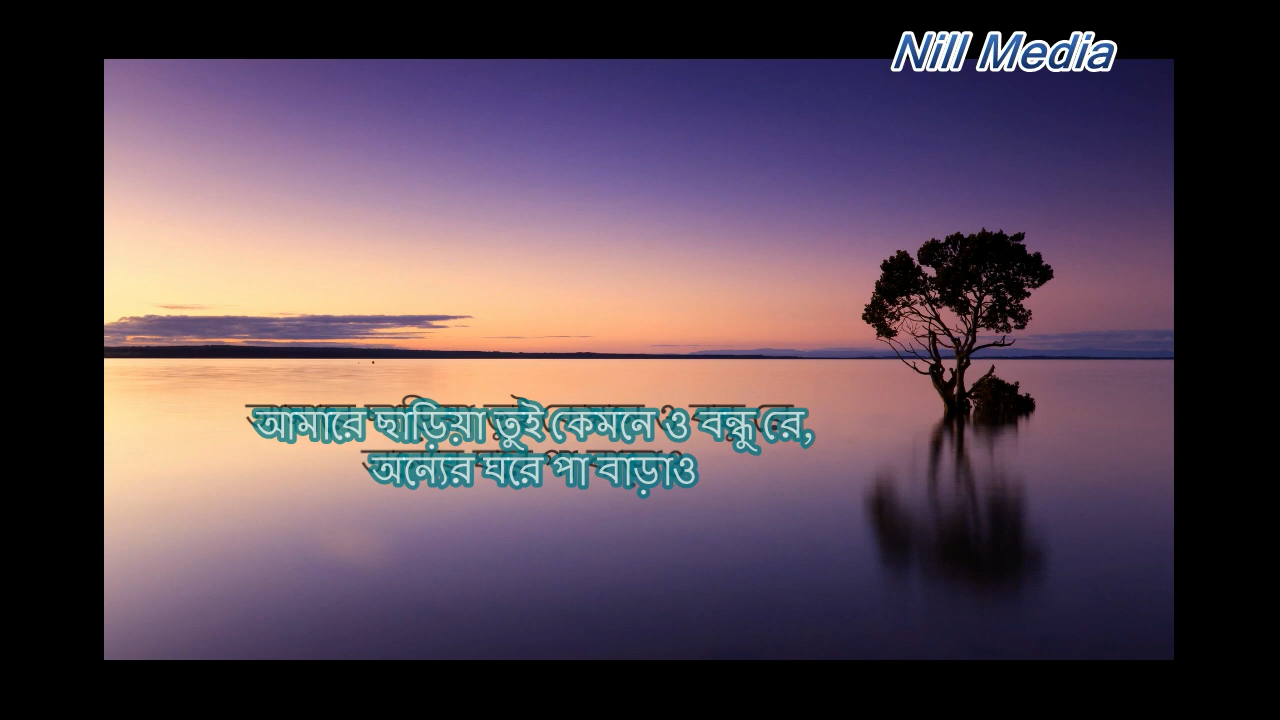 Nill Media
আমারে ছাড়িয়া তুই কেমনে ও বন্ধু রে,
অন্যের ঘরে পা বাড়াও